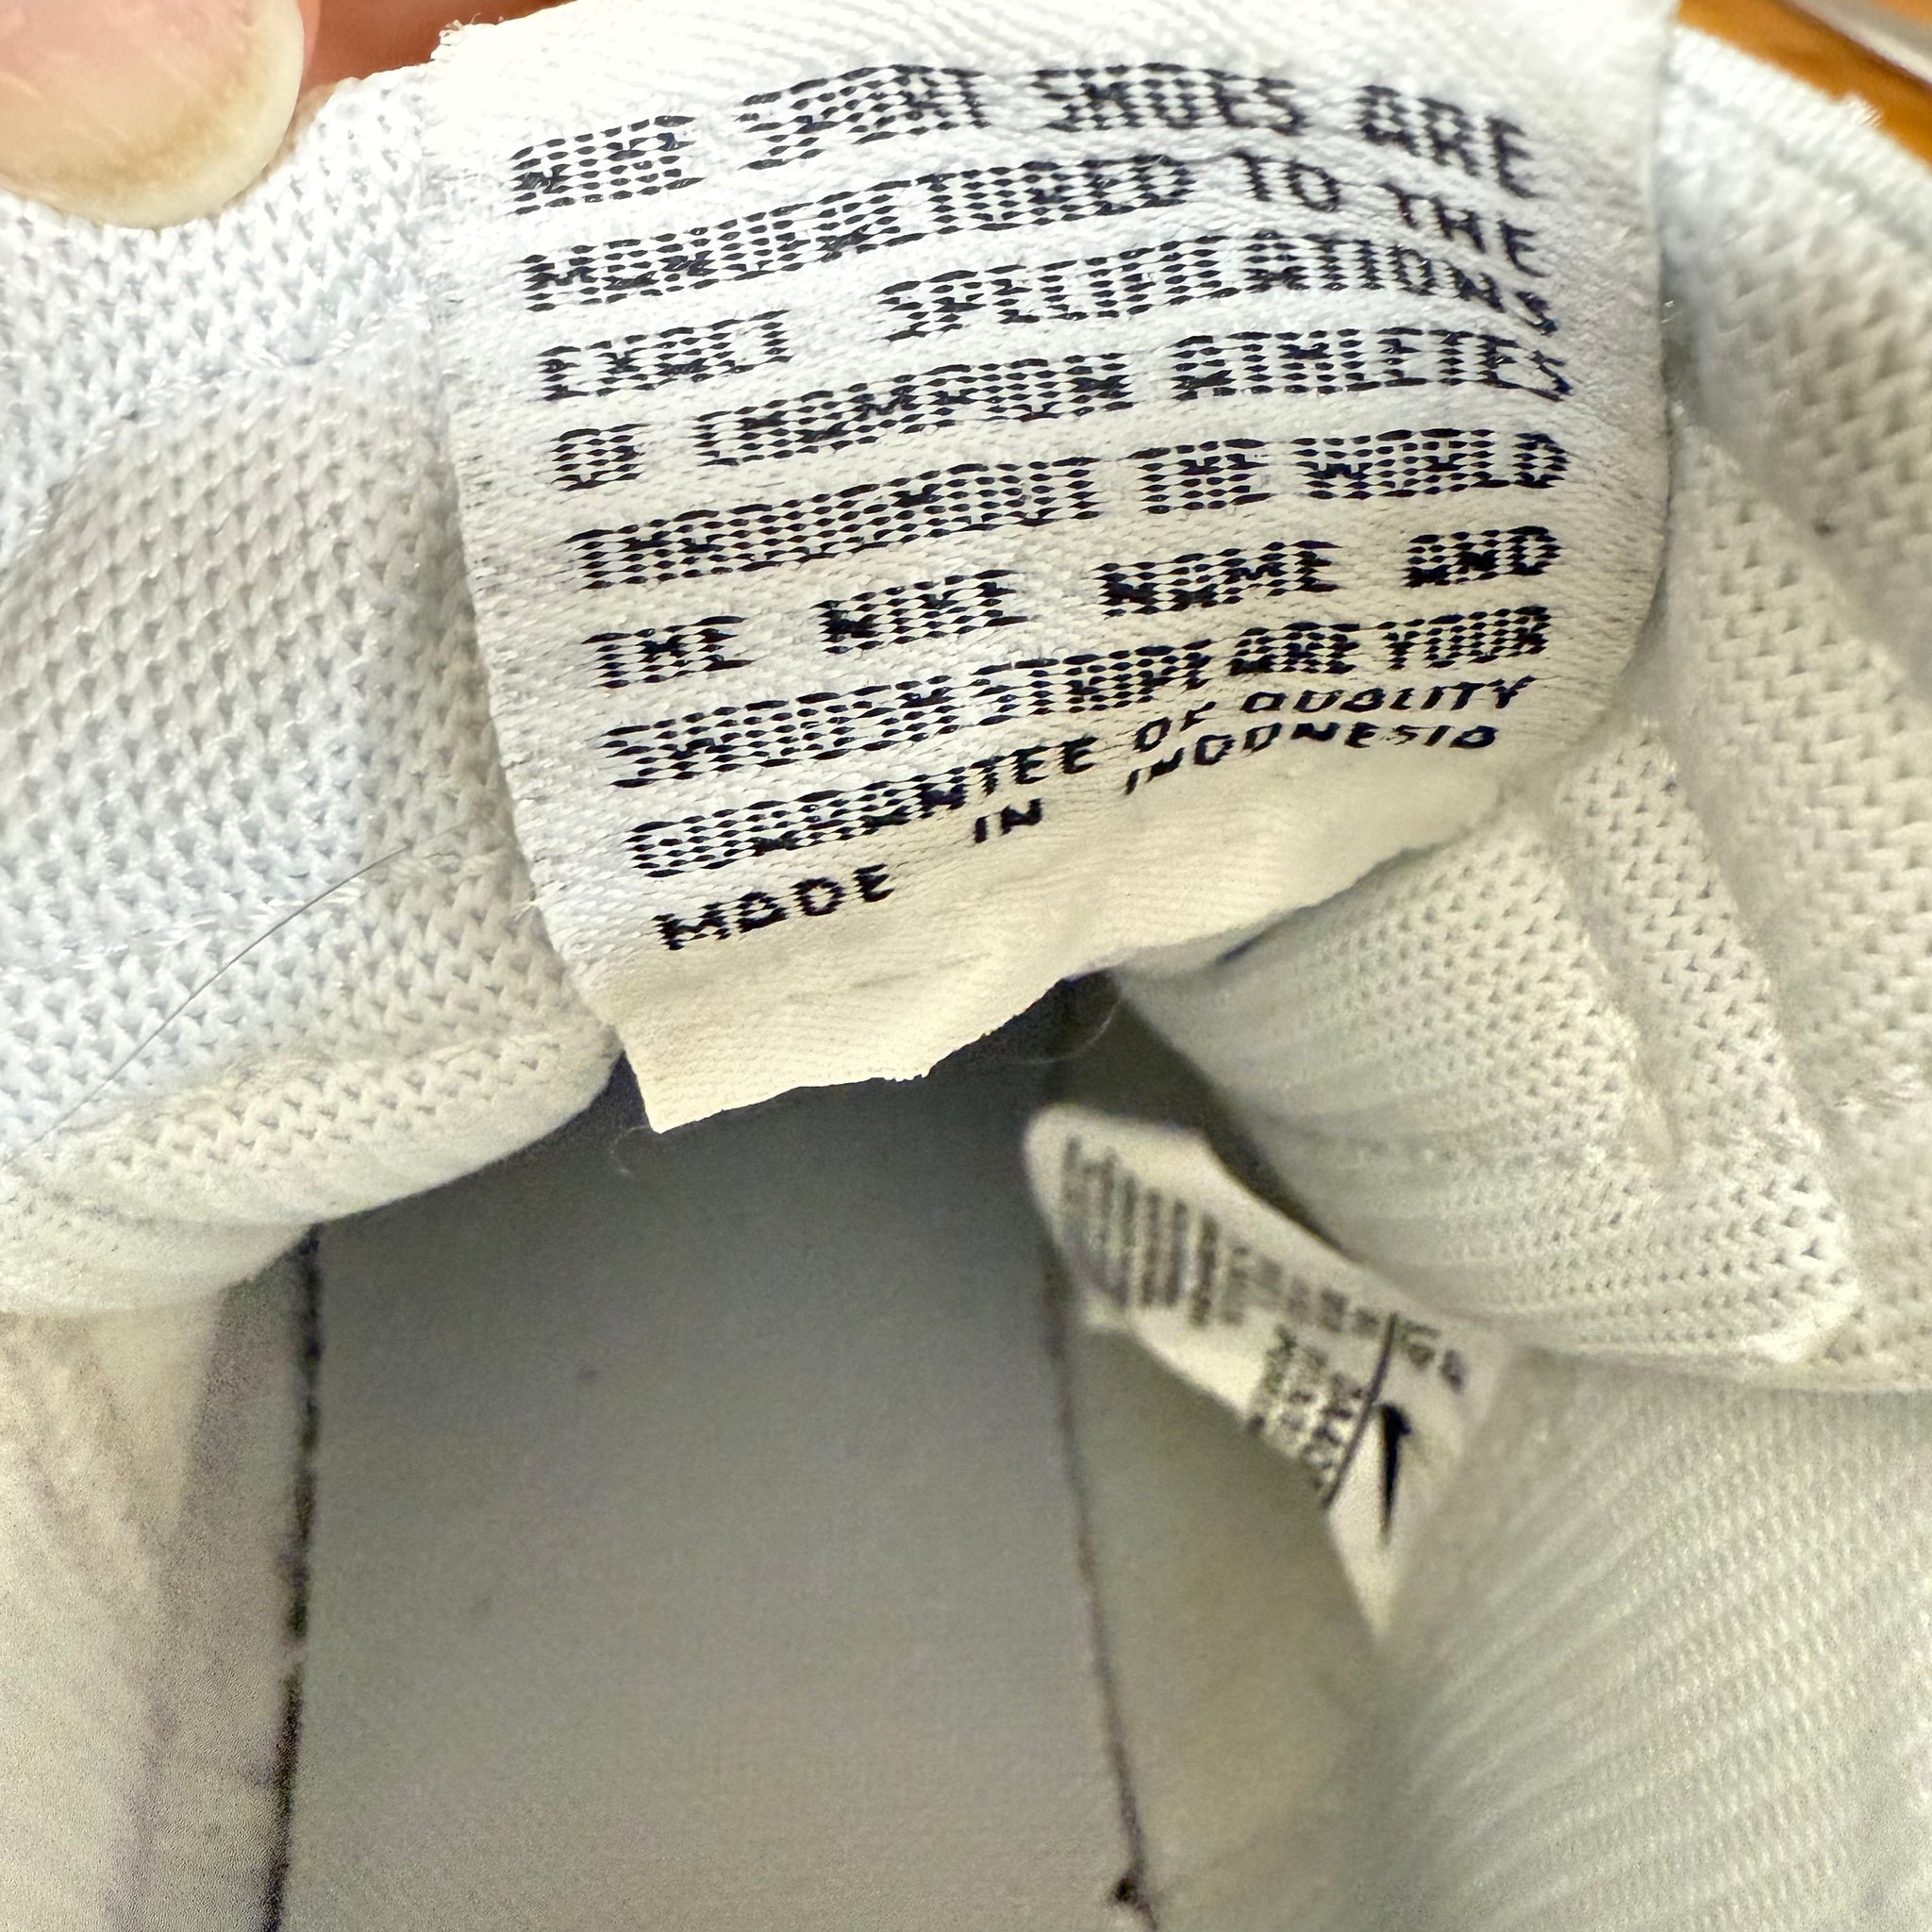 NIKE SPORT SHOES ARE
MANUFACTURED TO THE
EXACT SPECIFICATIONS
OF CHAMPION ATHLETES
THROUGHOUT THE WORLD
THE NIKE NAME AND
SWOOSH STRIPE ARE YOUR
GUARANTEE OF QUALITY
MADE IN INDONESIA